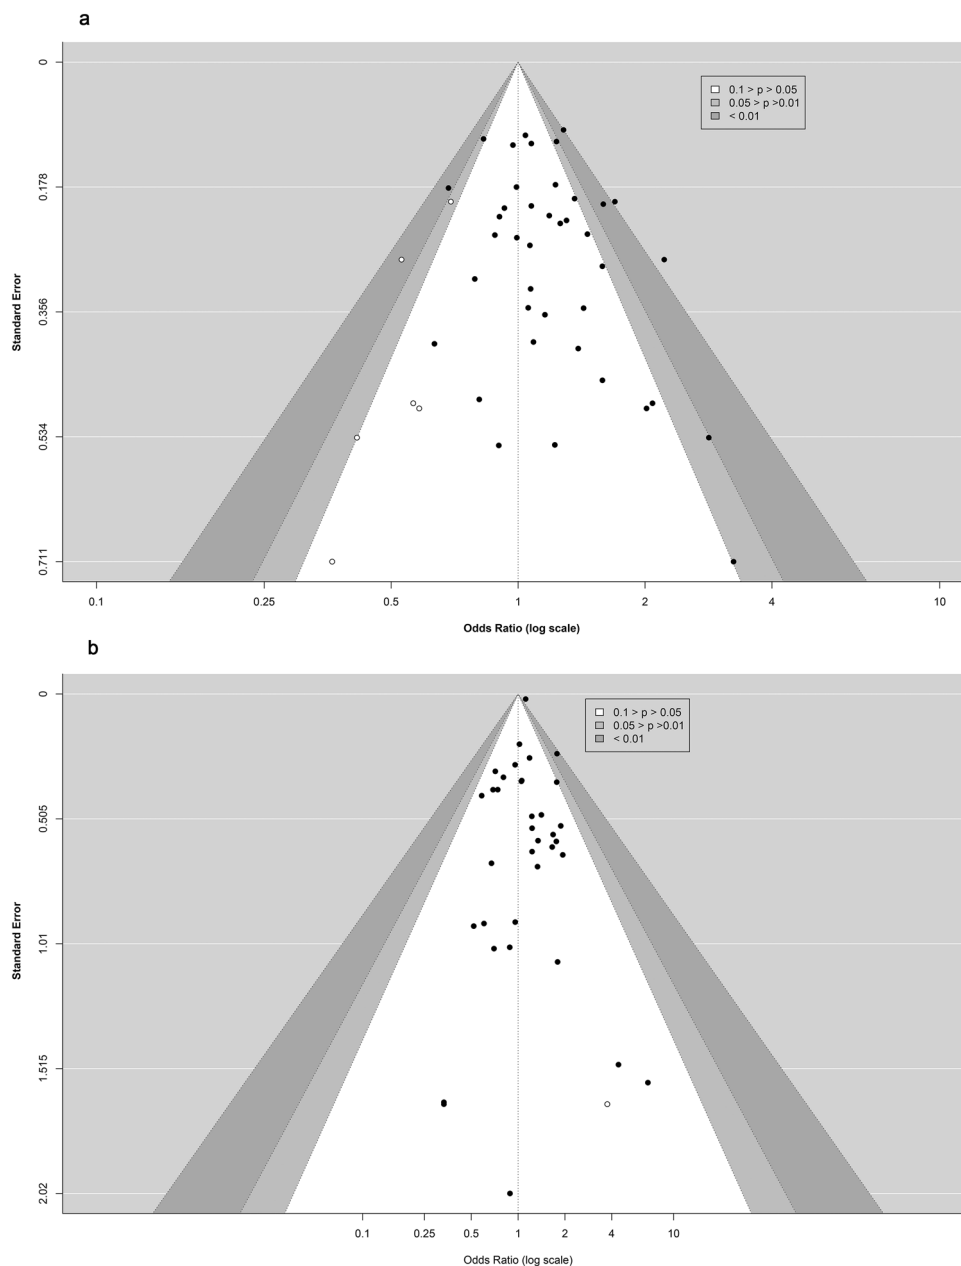 a
0
0.178
0.356
0.534
0.711
Standard Error
0.1 > p > 0.05
0.05 > p >0.01
< 0.01
0.1 0.25 0.5 1 2 4 10
Odds Ratio (log scale)
b
0
0.505
1.01
1.515
2.02
Standard Error
0.1 > p > 0.05
0.05 > p >0.01
< 0.01
0.1 0.25 0.5 1 2 4 10
Odds Ratio (log scale)